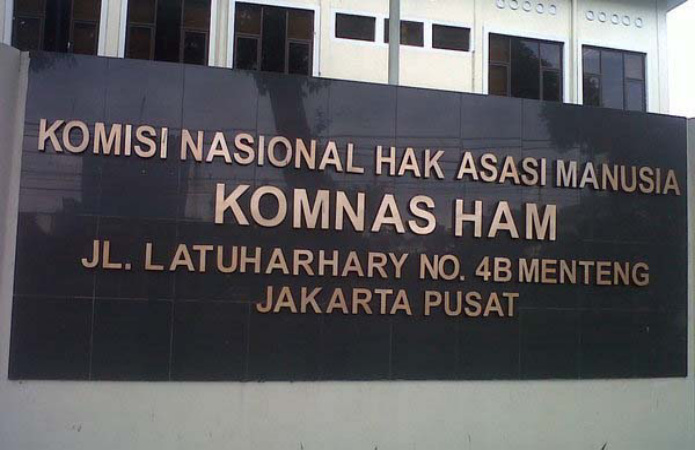 KOMISI NASIONAL HAK ASASI MANUSIA
KOMNAS HAM
JL. LATUHARHARY NO. 4B MENTENG
JAKARTA PUSAT